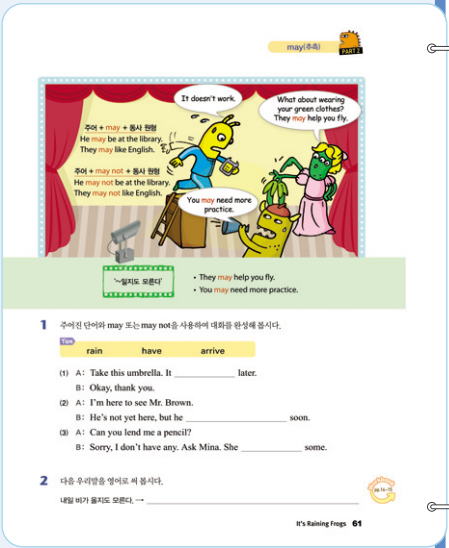 may(추측)
PART 2
It doesn't work.
What about wearing
your green clothes?
They may help you fly.
주어 + may + 동사 원형
He may be at the library.
They may like English.
주어 + may not + 동사 원형
He may not be at the library.
They may not like English.
You may need more
practice.
'~일지도 모른다'
• They may help you fly.
• You may need more practice.
1 주어진 단어와 may 또는 may not을 사용하여 대화를 완성해 봅시다.
rain have arrive
(1) A: Take this umbrella. It ____________ later.
B: Okay, thank you.
(2) A: I'm here to see Mr. Brown.
B: He's not yet here, but he ____________ soon.
(3) A: Can you lend me a pencil?
B: Sorry, I don't have any. Ask Mina. She ____________ some.
2 다음 우리말을 영어로 써 봅시다.
내일 비가 올지도 모른다. → ____________
It's Raining Frogs 61